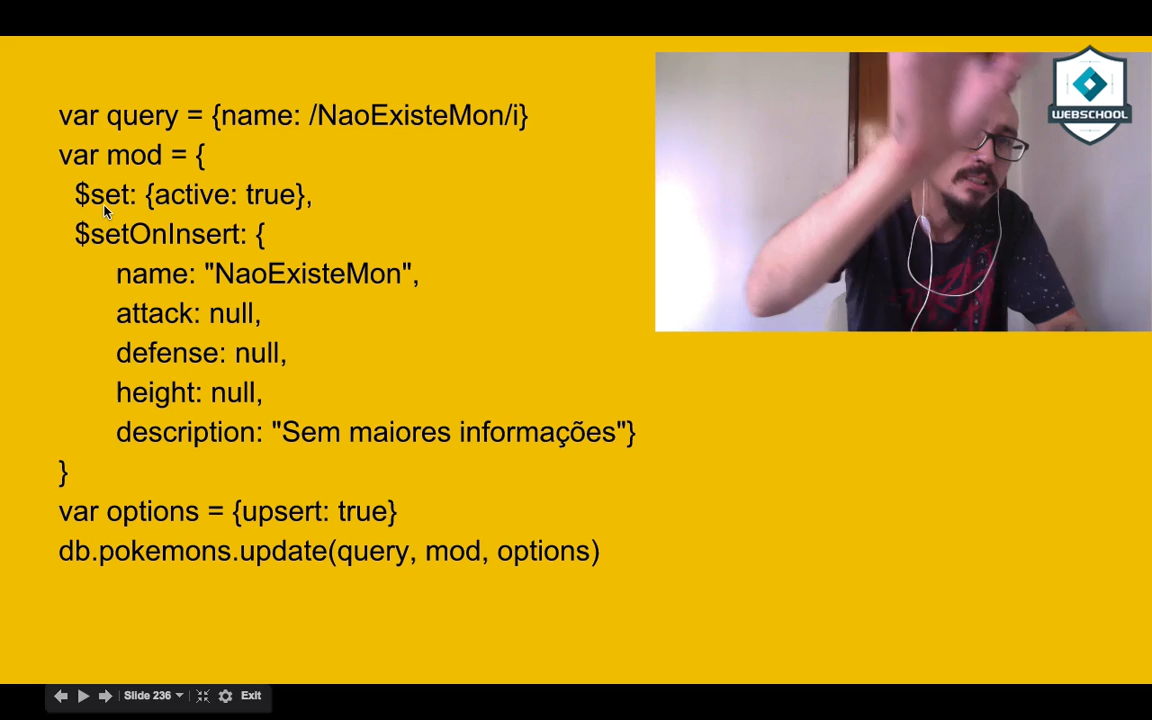 var query = {name: /NaoExisteMon/i}
var mod = {
$set: {active: true},
$setOnInsert: {
name: "NaoExisteMon",
attack: null,
defense: null,
height: null,
description: "Sem maiores informações"}
}
var options = {upsert: true}
db.pokemons.update(query, mod, options)
WEBSCHOOL
Slide 236
Exit